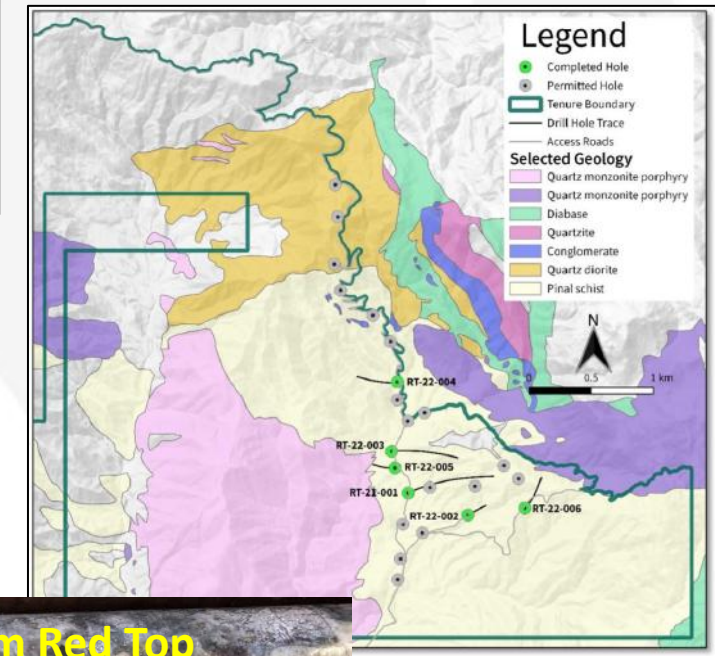 Legend
Completed Hole
Permitted Hole
Tenure Boundary
Drill Hole Trace
Access Roads
Selected Geology
Quartz monzonite porphyry
Quartz monzonite porphyry
Diabase
Quartzite
Conglomerate
Quartz diorite
Pinal schist
N
0 0.5 1 km
RT-22-004
RT-22-003
RT-22-005
RT-21-001
RT-22-002
RT-22-006
m Red Top